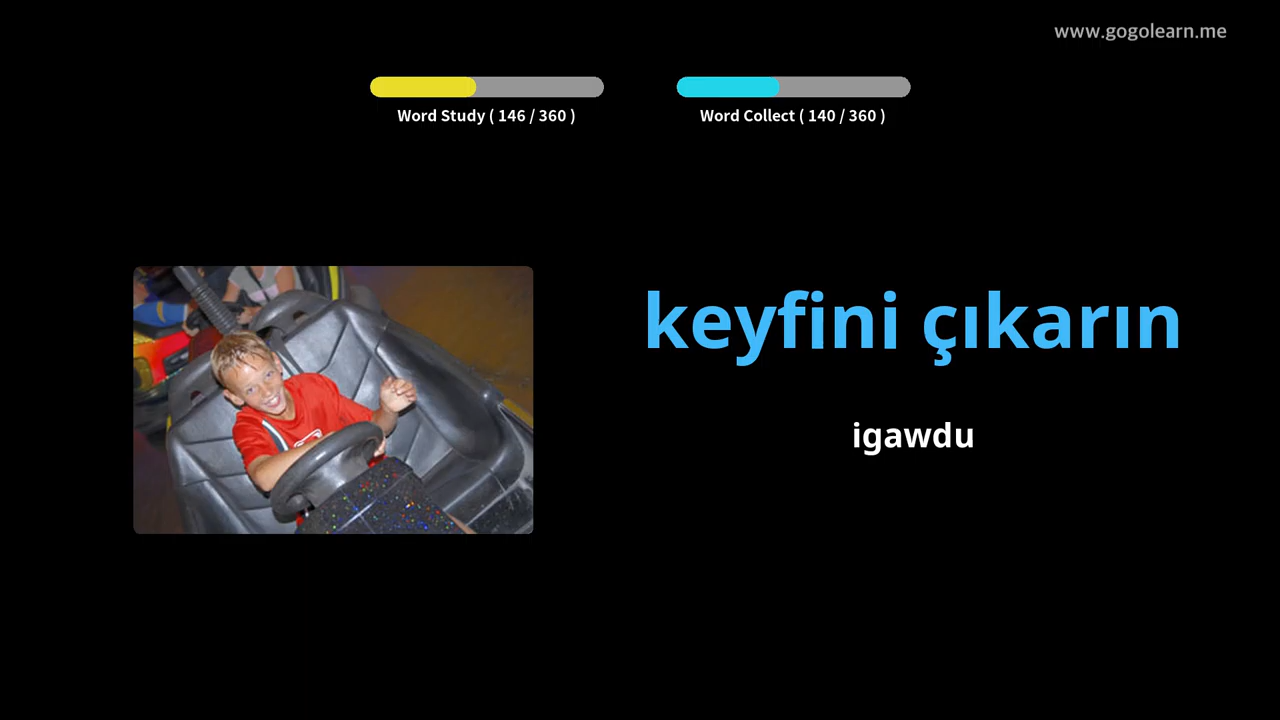 www.gogolearn.me
Word Study ( 146 / 360 )
Word Collect ( 140 / 360 )
keyfini çıkarın
igawdu